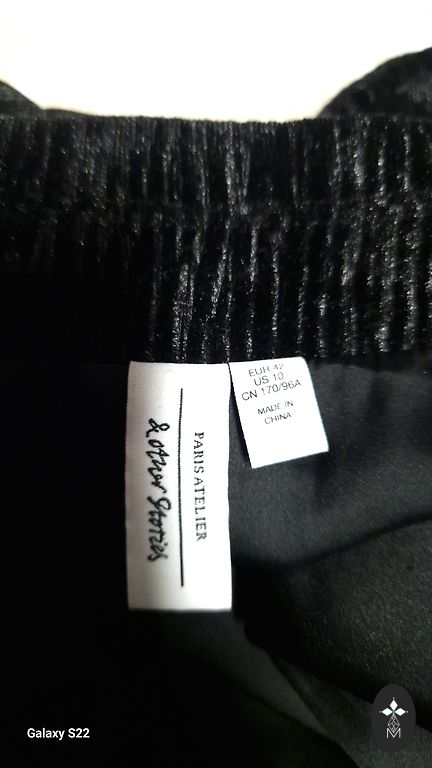 EUR 42
US 10
CN 170/96A
MADE IN
CHINA
PARIS ATELIER
& other Stories
Galaxy S22